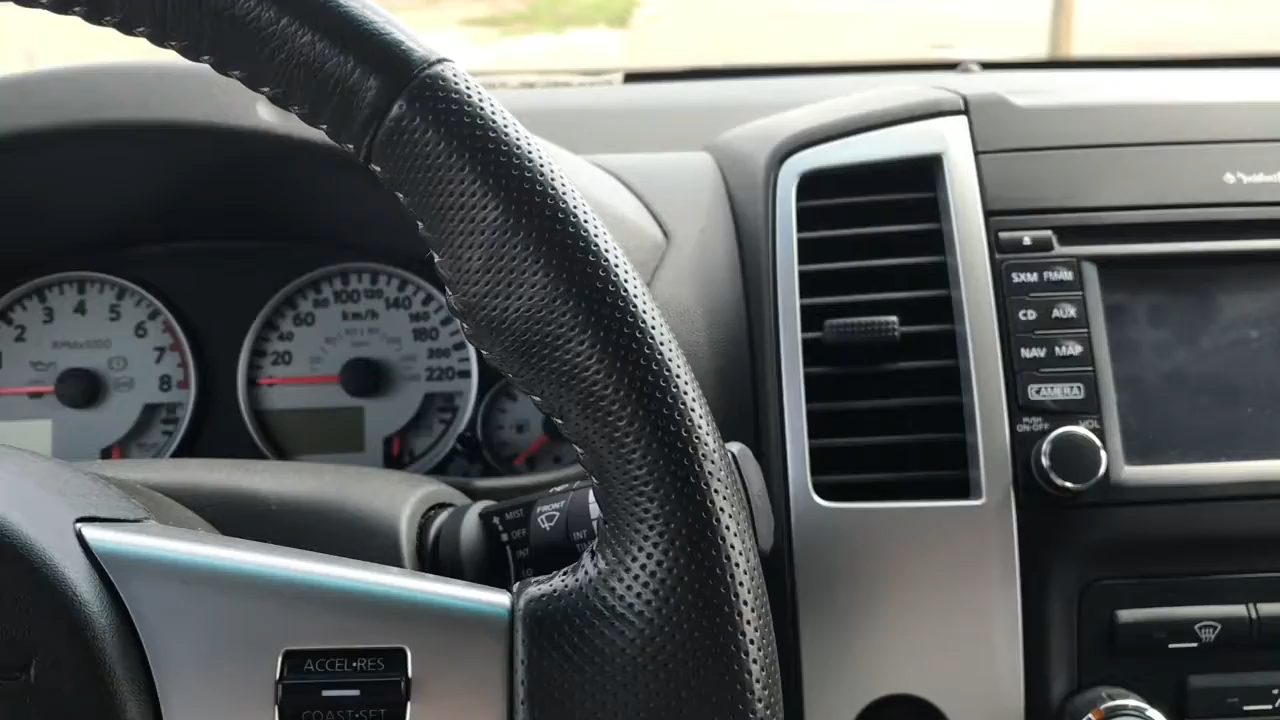 2 3 4 5 6 7 8
RPMx1000
20 40 60 80 100 120 140 160 180 200 220
km/h
MIST
OFF
INT
LO
FRONT
INT
ACCEL•RES
COAST•SET
SXM FM/AM
CD AUX
NAV MAP
CAMERA
PUSH
ON·OFF
VOL